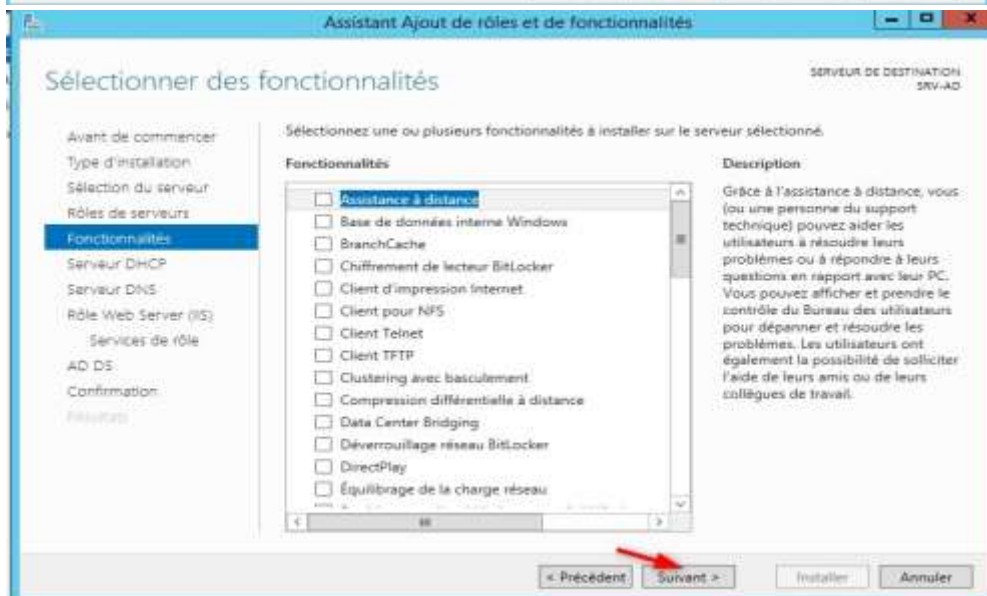 Assistant Ajout de rôles et de fonctionnalités
Sélectionner des fonctionnalités
SERVEUR DE DESTINATION
SRV-AD
Avant de commencer
Type d'installation
Sélection du serveur
Rôles de serveurs
Fonctionnalités
Serveur DHCP
Serveur DNS
Rôle Web Server (IIS)
Services de rôle
AD DS
Confirmation
Résultats
Sélectionnez une ou plusieurs fonctionnalités à installer sur le serveur sélectionné.
Fonctionnalités
Assistance à distance
Base de données interne Windows
BranchCache
Chiffrement de lecteur BitLocker
Client d'impression Internet
Client pour NFS
Client Telnet
Client TFTP
Clustering avec basculement
Compression différentielle à distance
Data Center Bridging
Déverrouillage réseau BitLocker
DirectPlay
Équilibrage de la charge réseau
Description
Grâce à l'assistance à distance, vous
(ou une personne du support
technique) pouvez aider les
utilisateurs à résoudre leurs
problèmes ou à répondre à leurs
questions en rapport avec leur PC.
Vous pouvez afficher et prendre le
contrôle du Bureau des utilisateurs
pour dépanner et résoudre les
problèmes. Les utilisateurs ont
également la possibilité de solliciter
l'aide de leurs amis ou de leurs
collègues de travail.
< Précédent
Suivant >
Installer
Annuler